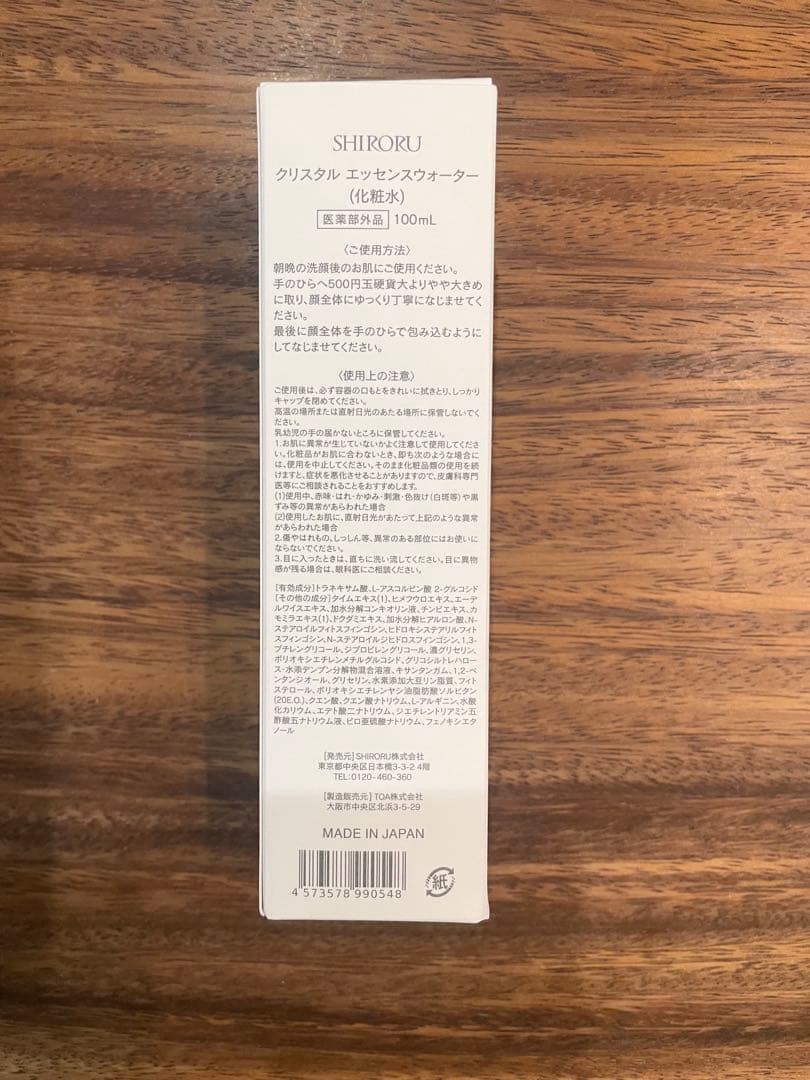 SHIRORU
クリスタル エッセンスウォーター
(化粧水)
医薬部外品 100mL
〈ご使用方法〉
朝晩の洗顔後のお肌にご使用ください。
手のひらへ500円玉硬貨大よりやや大きめ
に取り、顔全体にゆっくり丁寧になじませてく
ださい。
最後に顔全体を手のひらで包み込むように
してなじませてください。
〈使用上の注意〉
ご使用後は、必ず容器の口もとをきれいに拭きとり、しっかり
キャップを閉めてください。
高温の場所または直射日光のあたる場所に保管しないでく
ださい。
乳幼児の手の届かないところに保管してください。
1.お肌に異常が生じていないかよく注意して使用してくださ
い。化粧品がお肌に合わないとき、即ち次のような場合に
は、使用を中止してください。そのまま化粧品類の使用を続
けますと、症状を悪化させることがありますので、皮膚科専門
医等にご相談されることをおすすめします。
(1)使用中、赤味・はれ・かゆみ・刺激・色抜け(白斑等)や黒
ずみ等の異常があらわれた場合
(2)使用したお肌に、直射日光があたって上記のような異常
があらわれた場合
2.傷やはれもの、しっしん等、異常のある部位にはお使いに
ならないでください。
3.目に入ったときは、直ちに洗い流してください。目に異物
感が残る場合は、眼科医にご相談ください。
[有効成分]トラネキサム酸、L-アスコルビン酸 2-グルコシド
[その他の成分]タイムエキス(1)、ヒメフウロエキス、エーデ
ルワイスエキス、加水分解コンキオリン液、チンピエキス、カ
モミラエキス(1)、ドクダミエキス、加水分解ヒアルロン酸、N-
ステアロイルフィトスフィンゴシン、ヒドロキシステアリルフィト
スフィンゴシン、N-ステアロイルジヒドロスフィンゴシン、1,3-
ブチレングリコール、ジプロピレングリコール、濃グリセリン、
ポリオキシエチレンメチルグルコシド、グリコシルトレハロー
ス・水添デンプン分解物混合溶液、キサンタンガム、1,2-ペ
ンタンジオール、グリセリン、水素添加大豆リン脂質、フィト
ステロール、ポリオキシエチレンヤシ油脂肪酸ソルビタン
(20E.O.)、クエン酸、クエン酸ナトリウム、L-アルギニン、水酸
化カリウム、エデト酸二ナトリウム、ジエチレントリアミン五
酢酸五ナトリウム液、ピロ亜硫酸ナトリウム、フェノキシエタ
ノール
[発売元] SHIRORU株式会社
東京都中央区日本橋3-3-2 4階
TEL:0120-460-360
[製造販売元] TOA株式会社
大阪市中央区北浜3-5-29
MADE IN JAPAN
4 573578 990548
紙